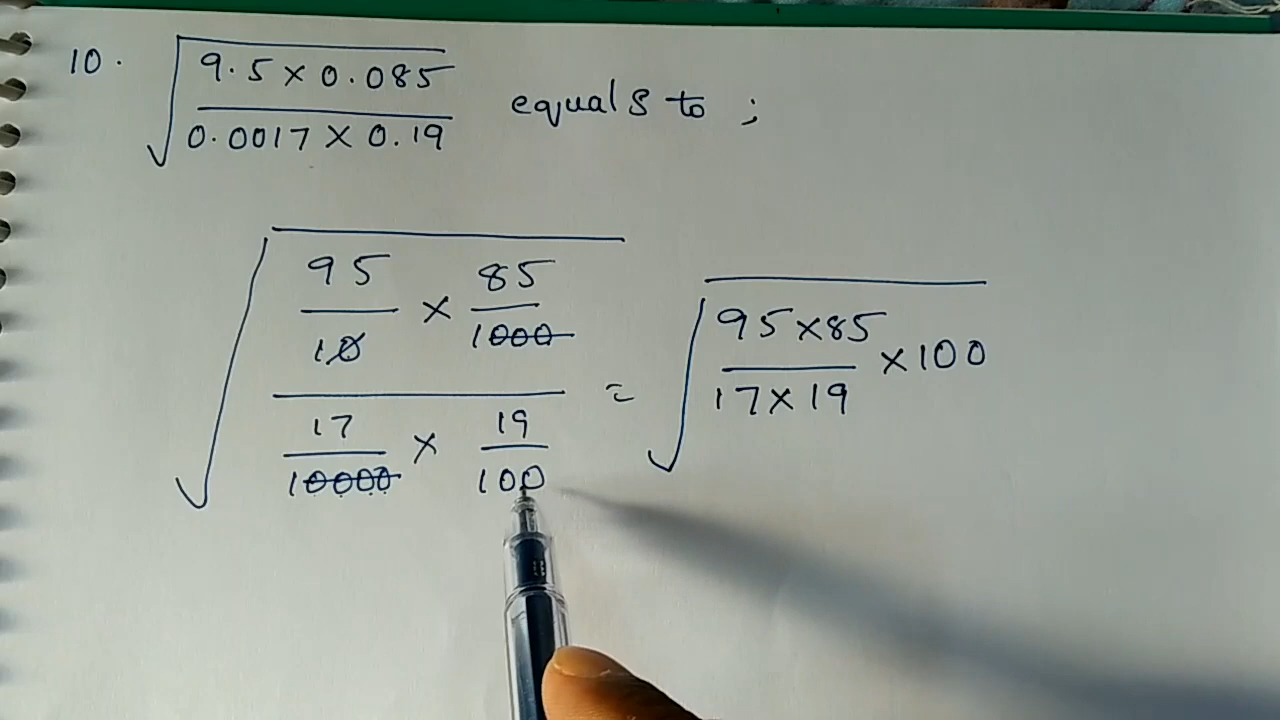 10. √(9.5 × 0.085 / 0.0017 × 0.19) equals to ;
√((95/10 × 85/1000) / (17/10000 × 19/100)) = √(95×85 / 17×19 ×100)